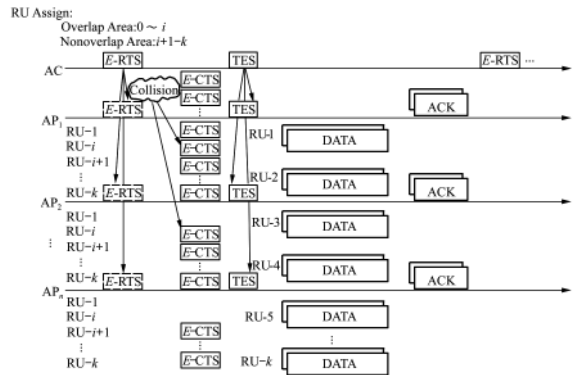 RU Assign:
Overlap Area:0 ~ i
Nonoverlap Area:i+1-k
E-RTS TES E-RTS ...
AC
E-CTS
Collision
E-CTS
⋮
E-RTS TES ACK
AP1
RU-1 E-CTS RU-1 DATA
RU-i E-CTS
RU-i+1 E-CTS
⋮ ⋮ RU-2 DATA
RU-k E-RTS E-CTS TES ACK
AP2
RU-1 RU-3 DATA
RU-i E-CTS
⋮ RU-i+1 E-CTS
⋮ ⋮ RU-4 DATA
RU-k E-RTS E-CTS TES ACK
APn
RU-1
RU-i RU-5 DATA
RU-i+1 E-CTS ⋮ ⋮
⋮ ⋮
RU-k E-CTS RU-k DATA